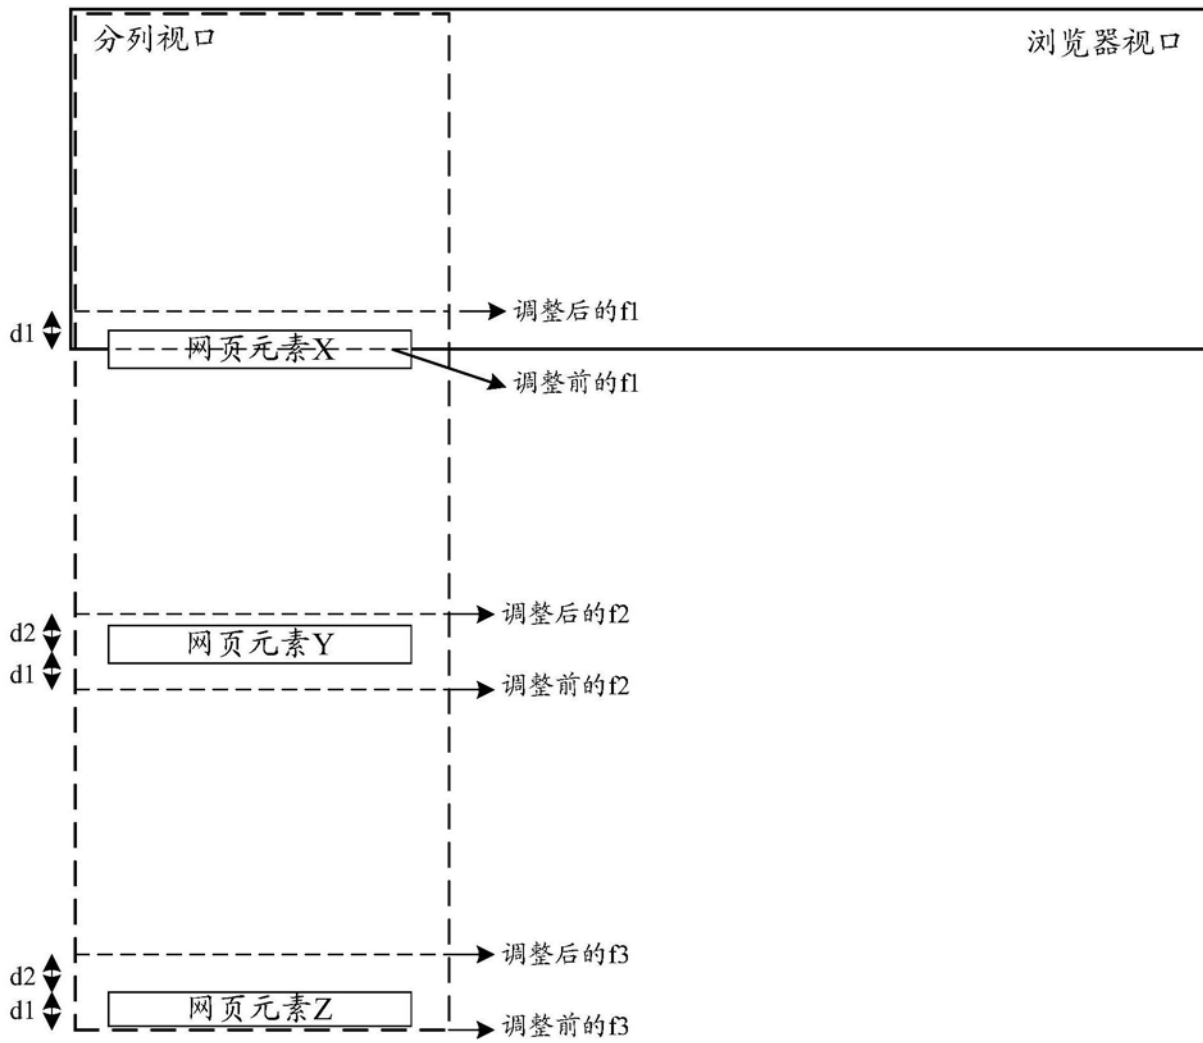 分列视口
浏览器视口
调整后的f1
d1
网页元素X
调整前的f1
调整后的f2
d2
网页元素Y
d1
调整前的f2
调整后的f3
d2
网页元素Z
d1
调整前的f3